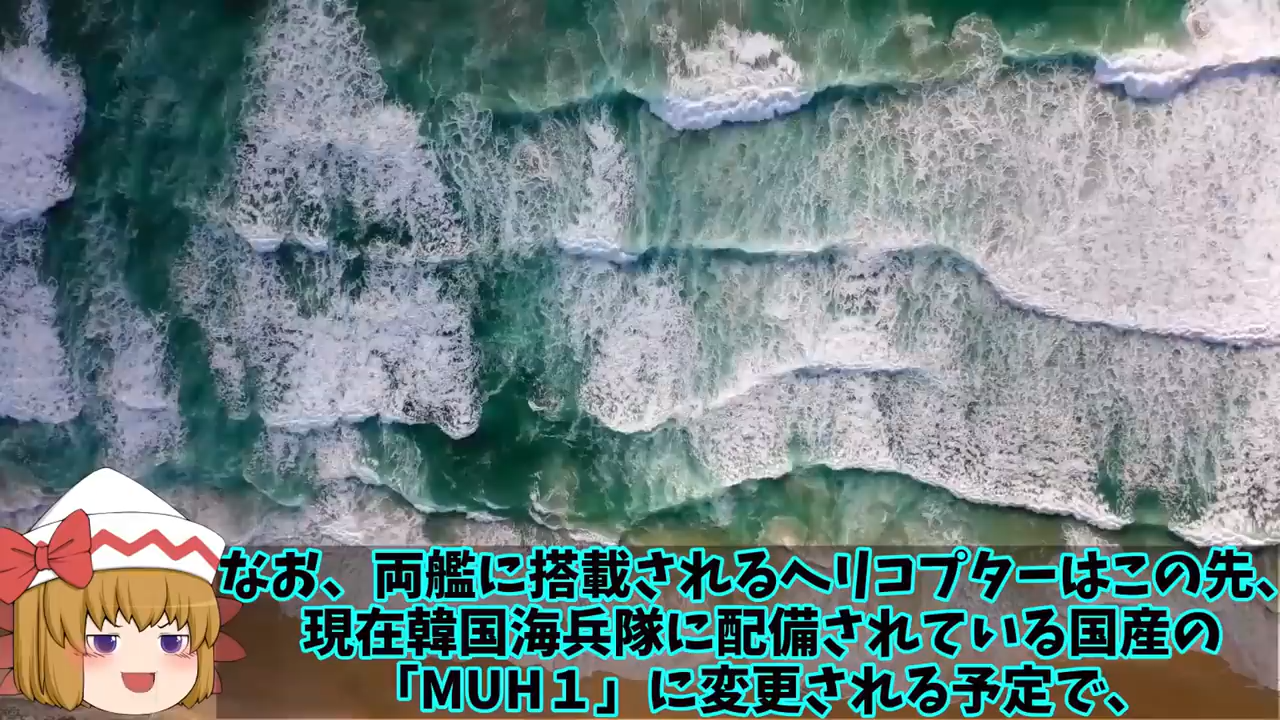 なお、両艦に搭載されるヘリコプターはこの先、
現在韓国海兵隊に配備されている国産の
「MUH１」に変更される予定で、